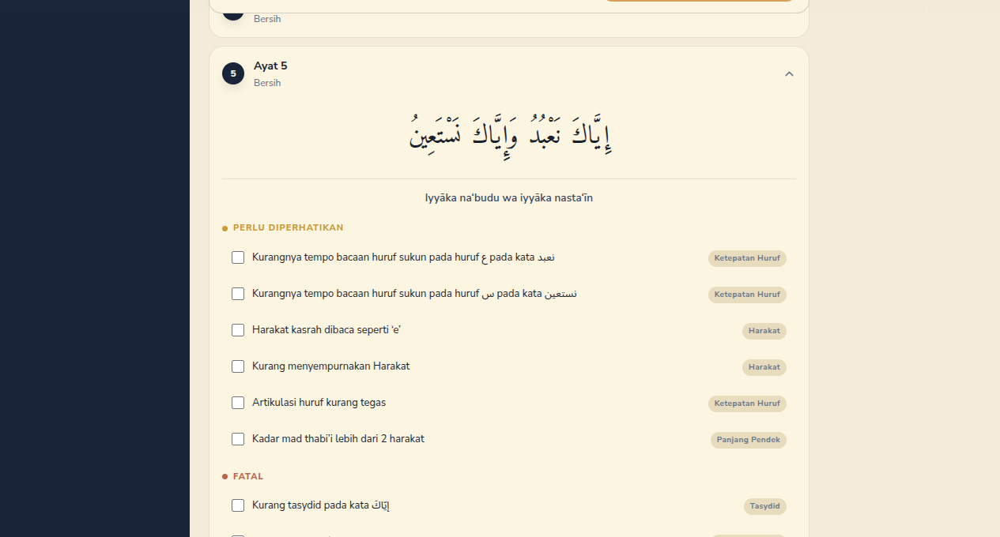 Bersih
5
Ayat 5
Bersih
إِيَّاكَ نَعْبُدُ وَإِيَّاكَ نَسْتَعِينُ
Iyyāka na‘budu wa iyyāka nasta‘īn
PERLU DIPERHATIKAN
Kurangnya tempo bacaan huruf sukun pada huruf ع pada kata نعبد
Ketepatan Huruf
Kurangnya tempo bacaan huruf sukun pada huruf س pada kata نستعين
Ketepatan Huruf
Harakat kasrah dibaca seperti ‘e’
Harakat
Kurang menyempurnakan Harakat
Harakat
Artikulasi huruf kurang tegas
Ketepatan Huruf
Kadar mad thabi’i lebih dari 2 harakat
Panjang Pendek
FATAL
Kurang tasydid pada kata إِيَّاكَ
Tasydid